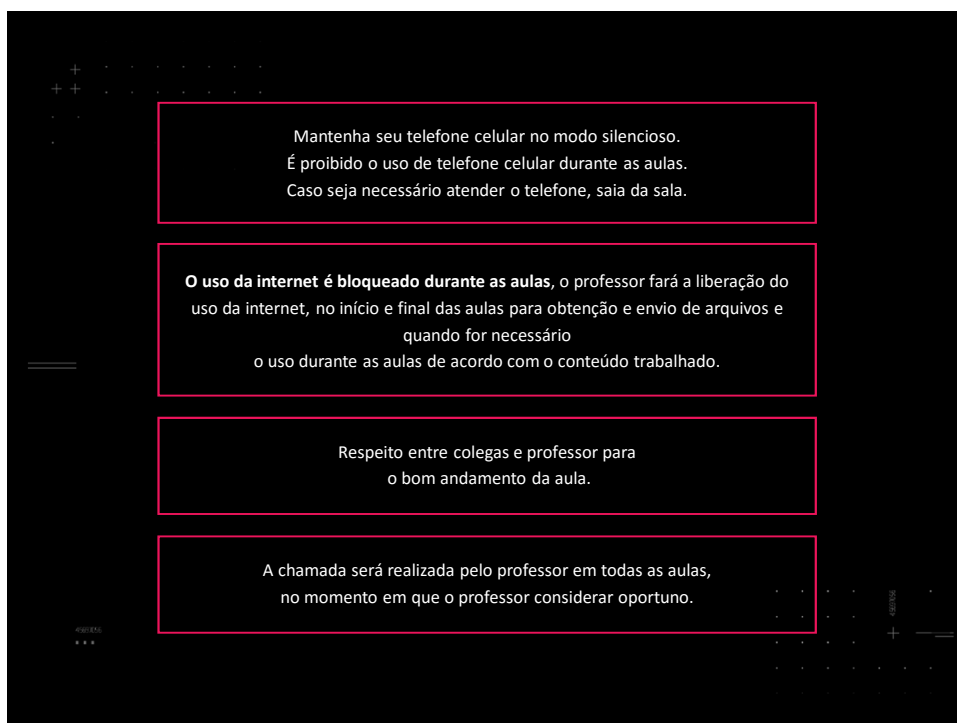 Mantenha seu telefone celular no modo silencioso.
É proibido o uso de telefone celular durante as aulas.
Caso seja necessário atender o telefone, saia da sala.
O uso da internet é bloqueado durante as aulas, o professor fará a liberação do
uso da internet, no início e final das aulas para obtenção e envio de arquivos e
quando for necessário
o uso durante as aulas de acordo com o conteúdo trabalhado.
Respeito entre colegas e professor para
o bom andamento da aula.
A chamada será realizada pelo professor em todas as aulas,
no momento em que o professor considerar oportuno.